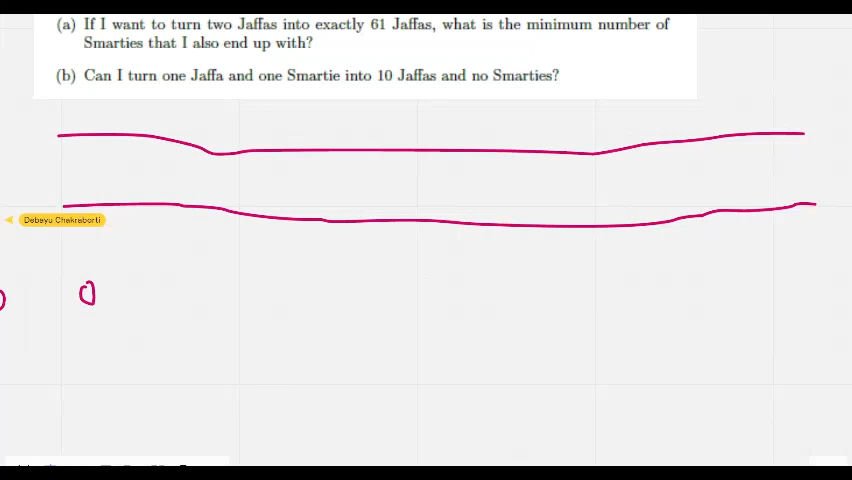 (a) If I want to turn two Jaffas into exactly 61 Jaffas, what is the minimum number of
Smarties that I also end up with?
(b) Can I turn one Jaffa and one Smartie into 10 Jaffas and no Smarties?
Debayu Chakraborti
0